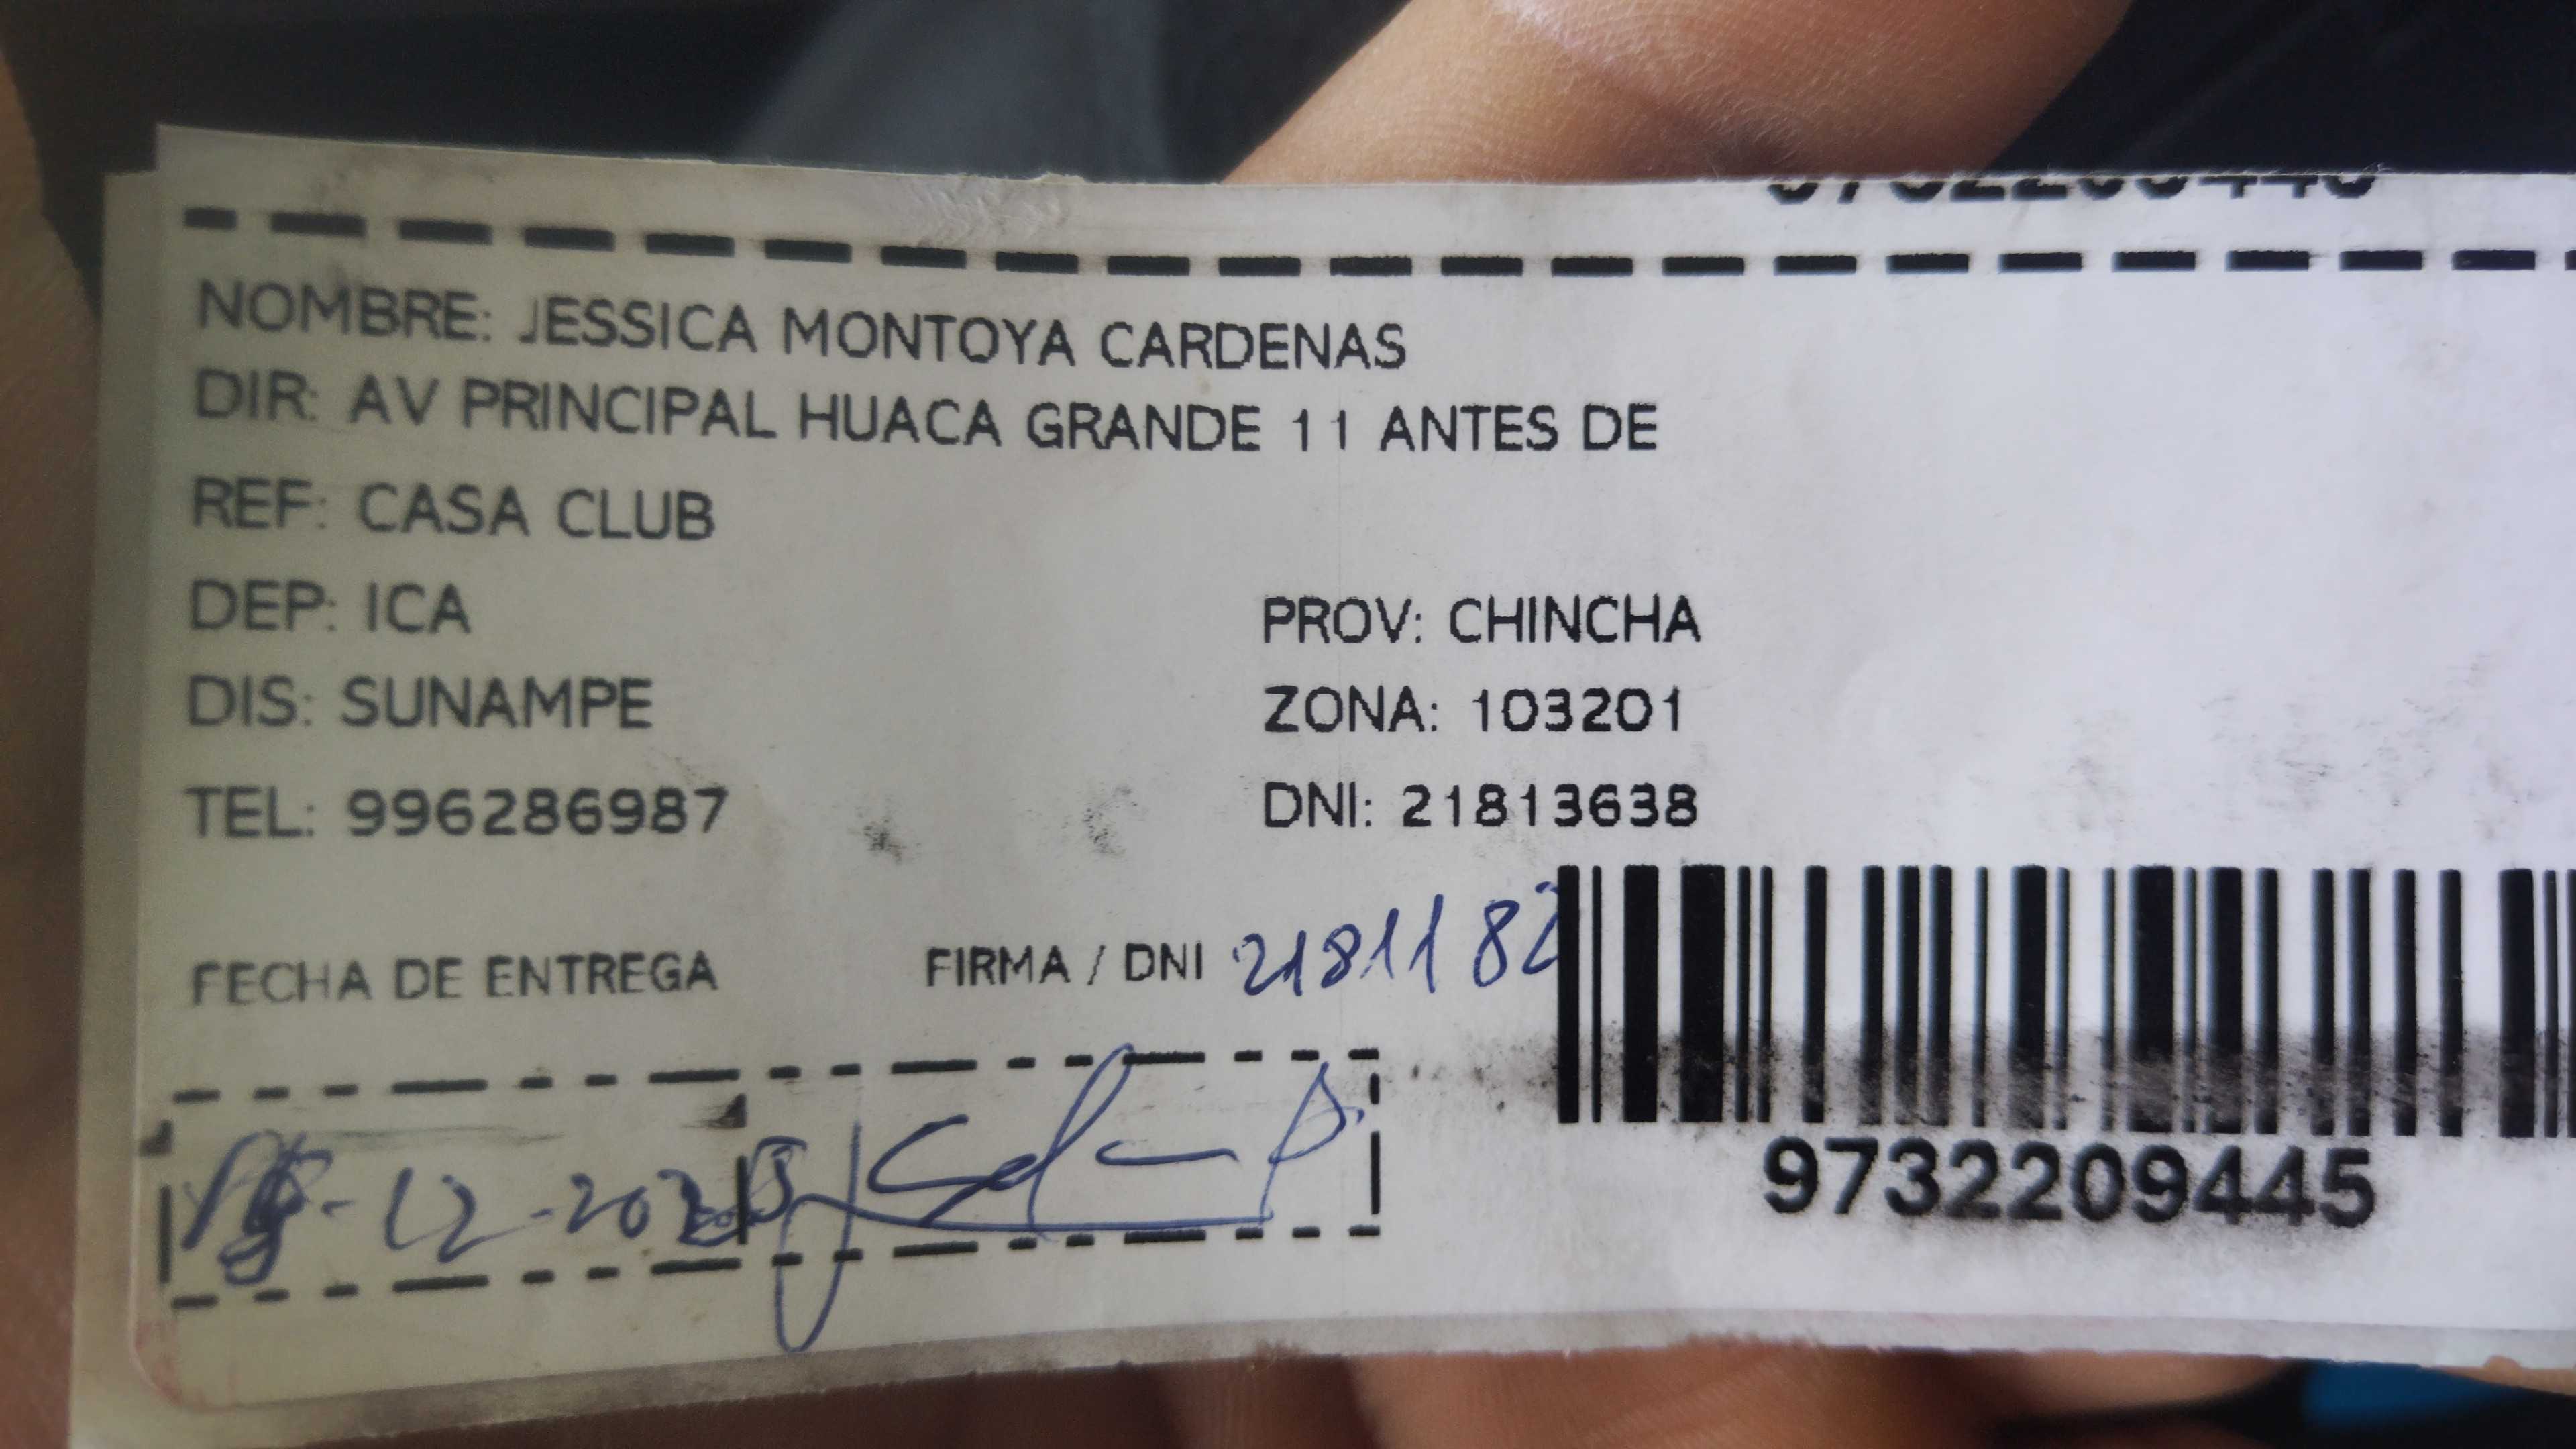 NOMBRE: JESSICA MONTOYA CARDENAS
DIR: AV PRINCIPAL HUACA GRANDE 11 ANTES DE
REF: CASA CLUB
DEP: ICA PROV: CHINCHA
DIS: SUNAMPE ZONA: 103201
TEL: 996286987 DNI: 21813638
FECHA DE ENTREGA FIRMA / DNI 2181182
9732209445